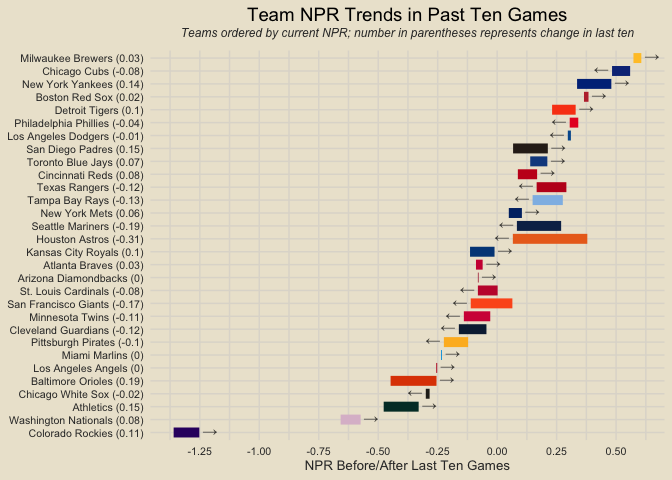 Team NPR Trends in Past Ten Games
Teams ordered by current NPR; number in parentheses represents change in last ten
Milwaukee Brewers (0.03)
Chicago Cubs (-0.08)
New York Yankees (0.14)
Boston Red Sox (0.02)
Detroit Tigers (0.1)
Philadelphia Phillies (-0.04)
Los Angeles Dodgers (-0.01)
San Diego Padres (0.15)
Toronto Blue Jays (0.07)
Cincinnati Reds (0.08)
Texas Rangers (-0.12)
Tampa Bay Rays (-0.13)
New York Mets (0.06)
Seattle Mariners (-0.19)
Houston Astros (-0.31)
Kansas City Royals (0.1)
Atlanta Braves (0.03)
Arizona Diamondbacks (0)
St. Louis Cardinals (-0.08)
San Francisco Giants (-0.17)
Minnesota Twins (-0.11)
Cleveland Guardians (-0.12)
Pittsburgh Pirates (-0.1)
Miami Marlins (0)
Los Angeles Angels (0)
Baltimore Orioles (0.19)
Chicago White Sox (-0.02)
Athletics (0.15)
Washington Nationals (0.08)
Colorado Rockies (0.11)
-1.25 -1.00 -0.75 -0.50 -0.25 0.00 0.25 0.50
NPR Before/After Last Ten Games